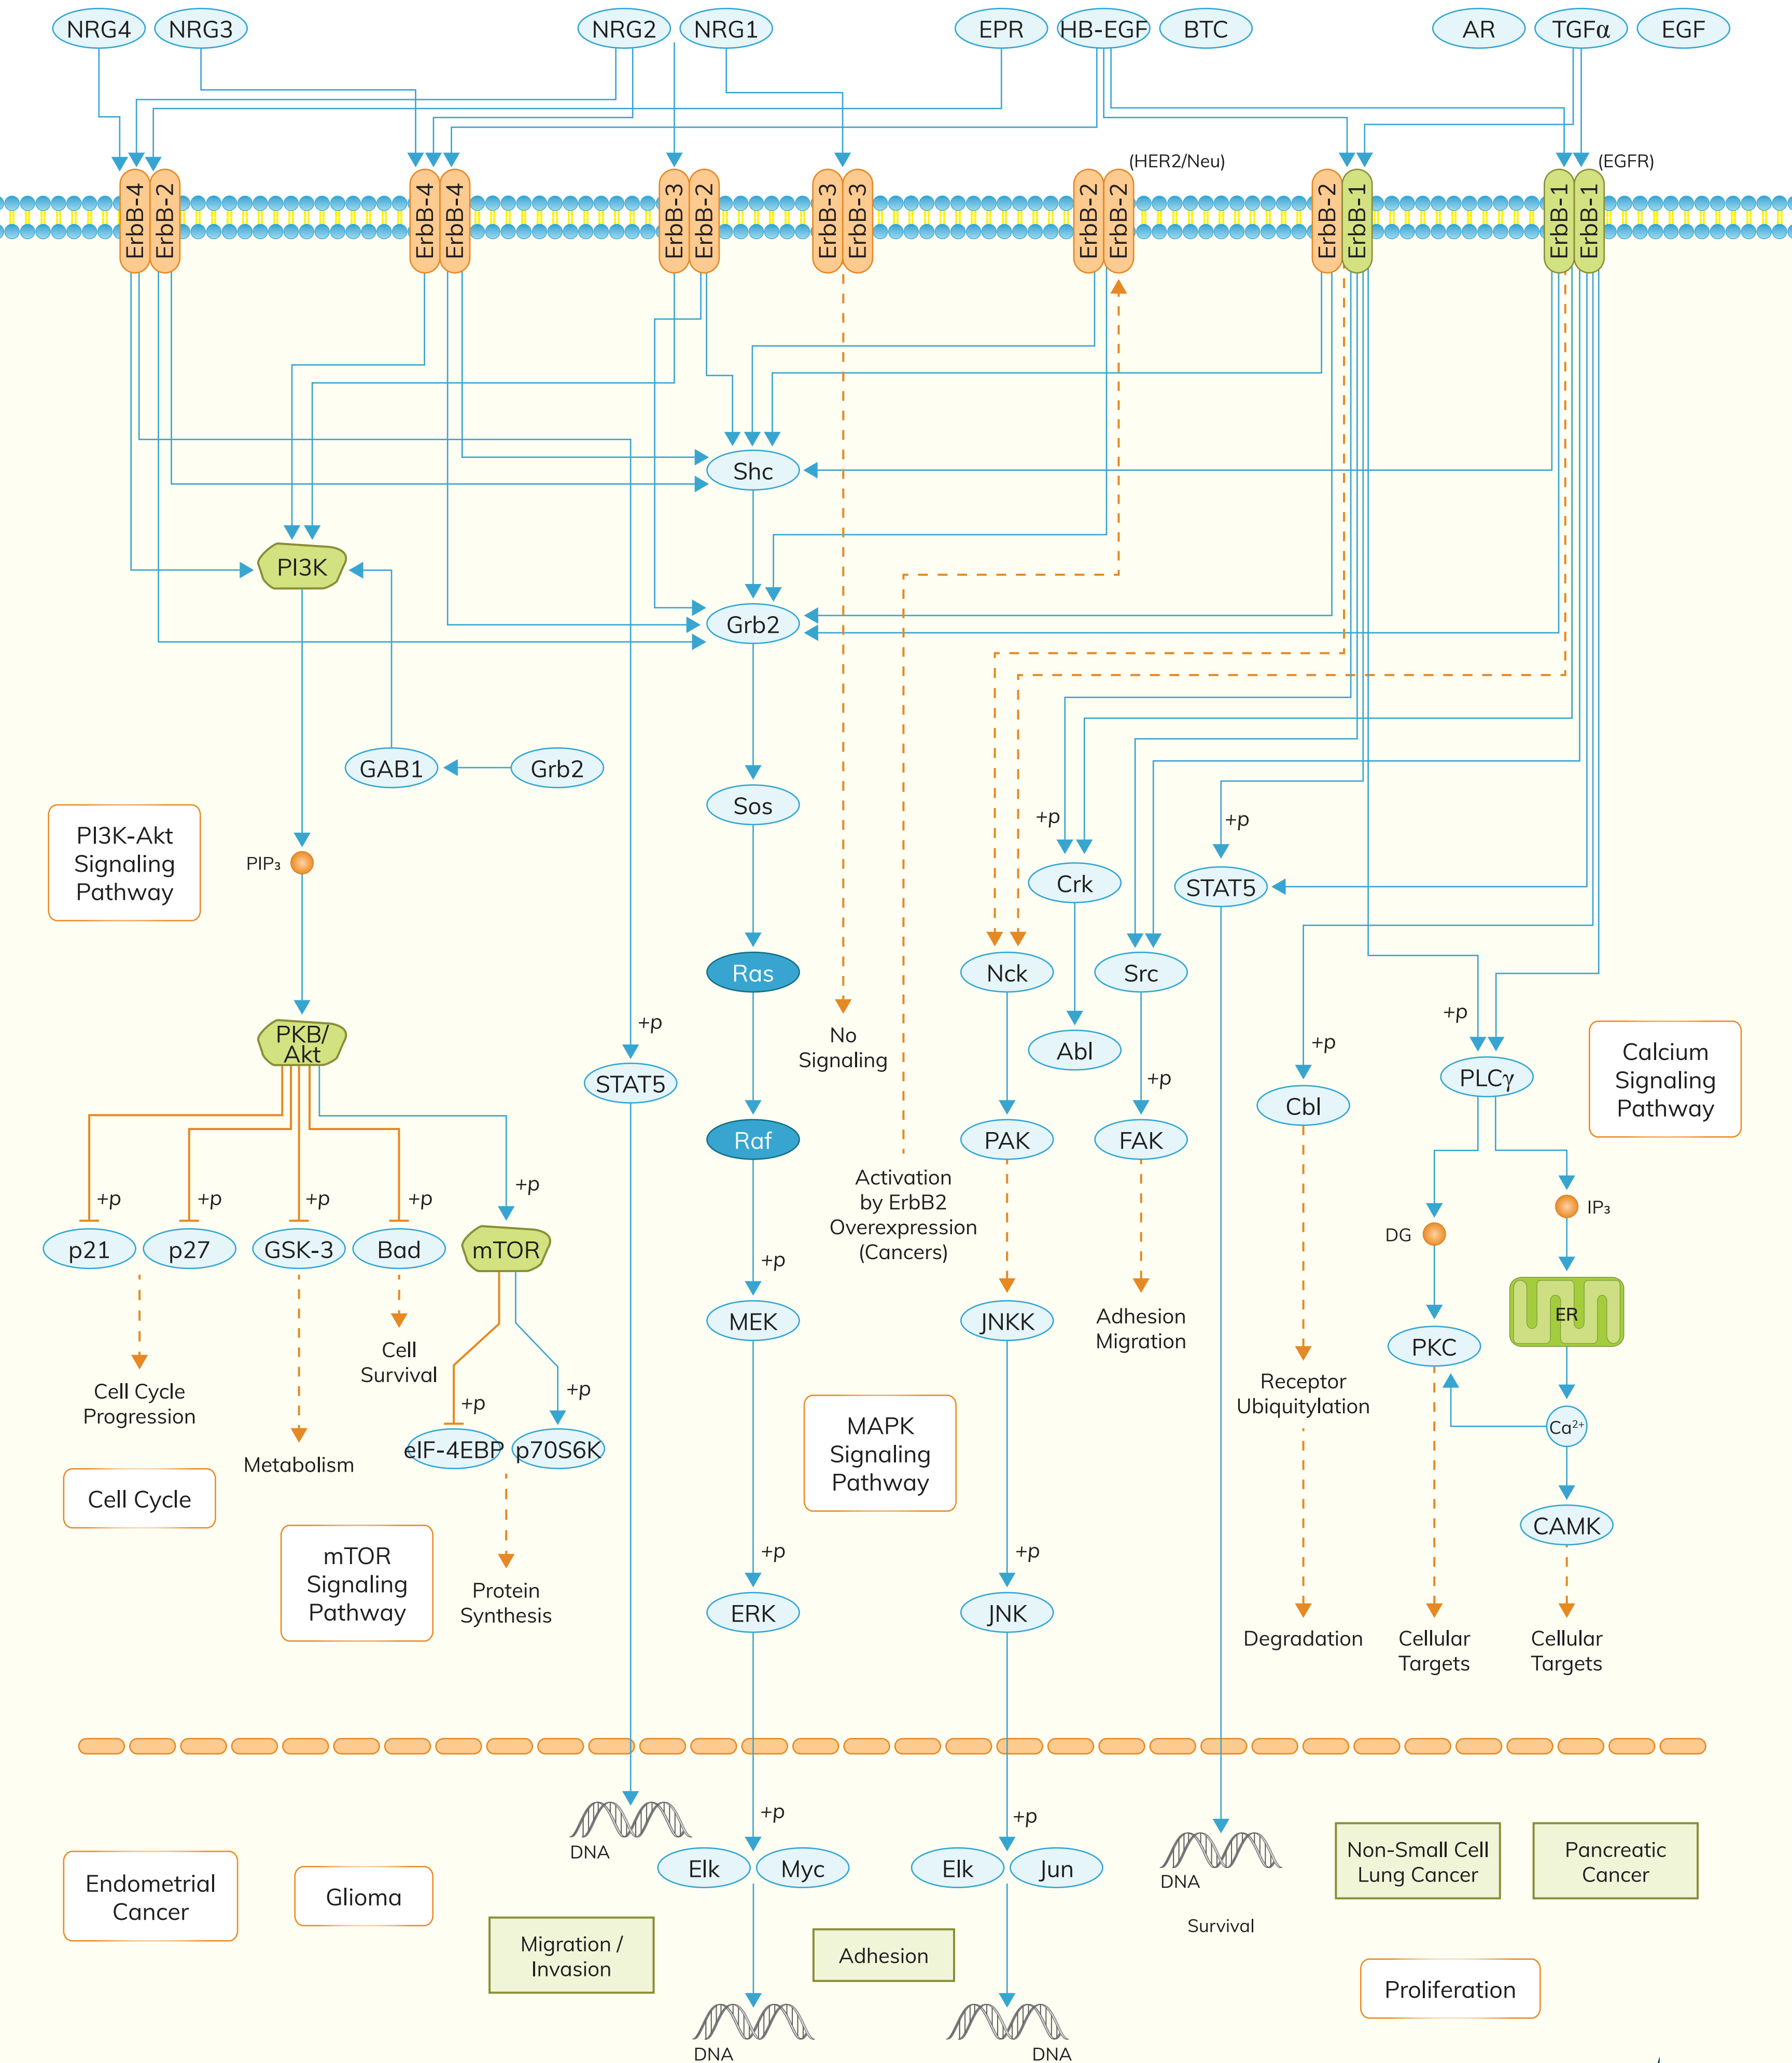 NRG4
NRG3
NRG2
NRG1
EPR
HB-EGF
BTC
AR
TGFα
EGF
(HER2/Neu)
(EGFR)
ErbB-4
ErbB-2
ErbB-4
ErbB-4
ErbB-3
ErbB-2
ErbB-3
ErbB-3
ErbB-2
ErbB-2
ErbB-2
ErbB-1
ErbB-1
ErbB-1
Shc
PI3K
Grb2
GAB1
Grb2
Sos
PI3K-Akt
Signaling
Pathway
PIP₃
+p
+p
Crk
STAT5
Ras
Nck
Src
No
Signaling
+p
+p
+p
PKB/
Akt
Abl
STAT5
+p
PLCγ
Calcium
Signaling
Pathway
Cbl
Raf
PAK
FAK
Activation
by ErbB2
Overexpression
(Cancers)
+p
+p
+p
+p
+p
p21
p27
GSK-3
Bad
mTOR
DG
IP₃
+p
MEK
JNKK
Adhesion
Migration
ER
PKC
Cell
Survival
Cell Cycle
Progression
+p
+p
Receptor
Ubiquitylation
MAPK
Signaling
Pathway
Ca²⁺
eIF-4EBP
p70S6K
Metabolism
Cell Cycle
CAMK
mTOR
Signaling
Pathway
+p
+p
Protein
Synthesis
ERK
JNK
Degradation
Cellular
Targets
Cellular
Targets
+p
+p
DNA
Elk
Myc
Elk
Jun
DNA
Non-Small Cell
Lung Cancer
Pancreatic
Cancer
Endometrial
Cancer
Glioma
Survival
Migration /
Invasion
Adhesion
Proliferation
DNA
DNA